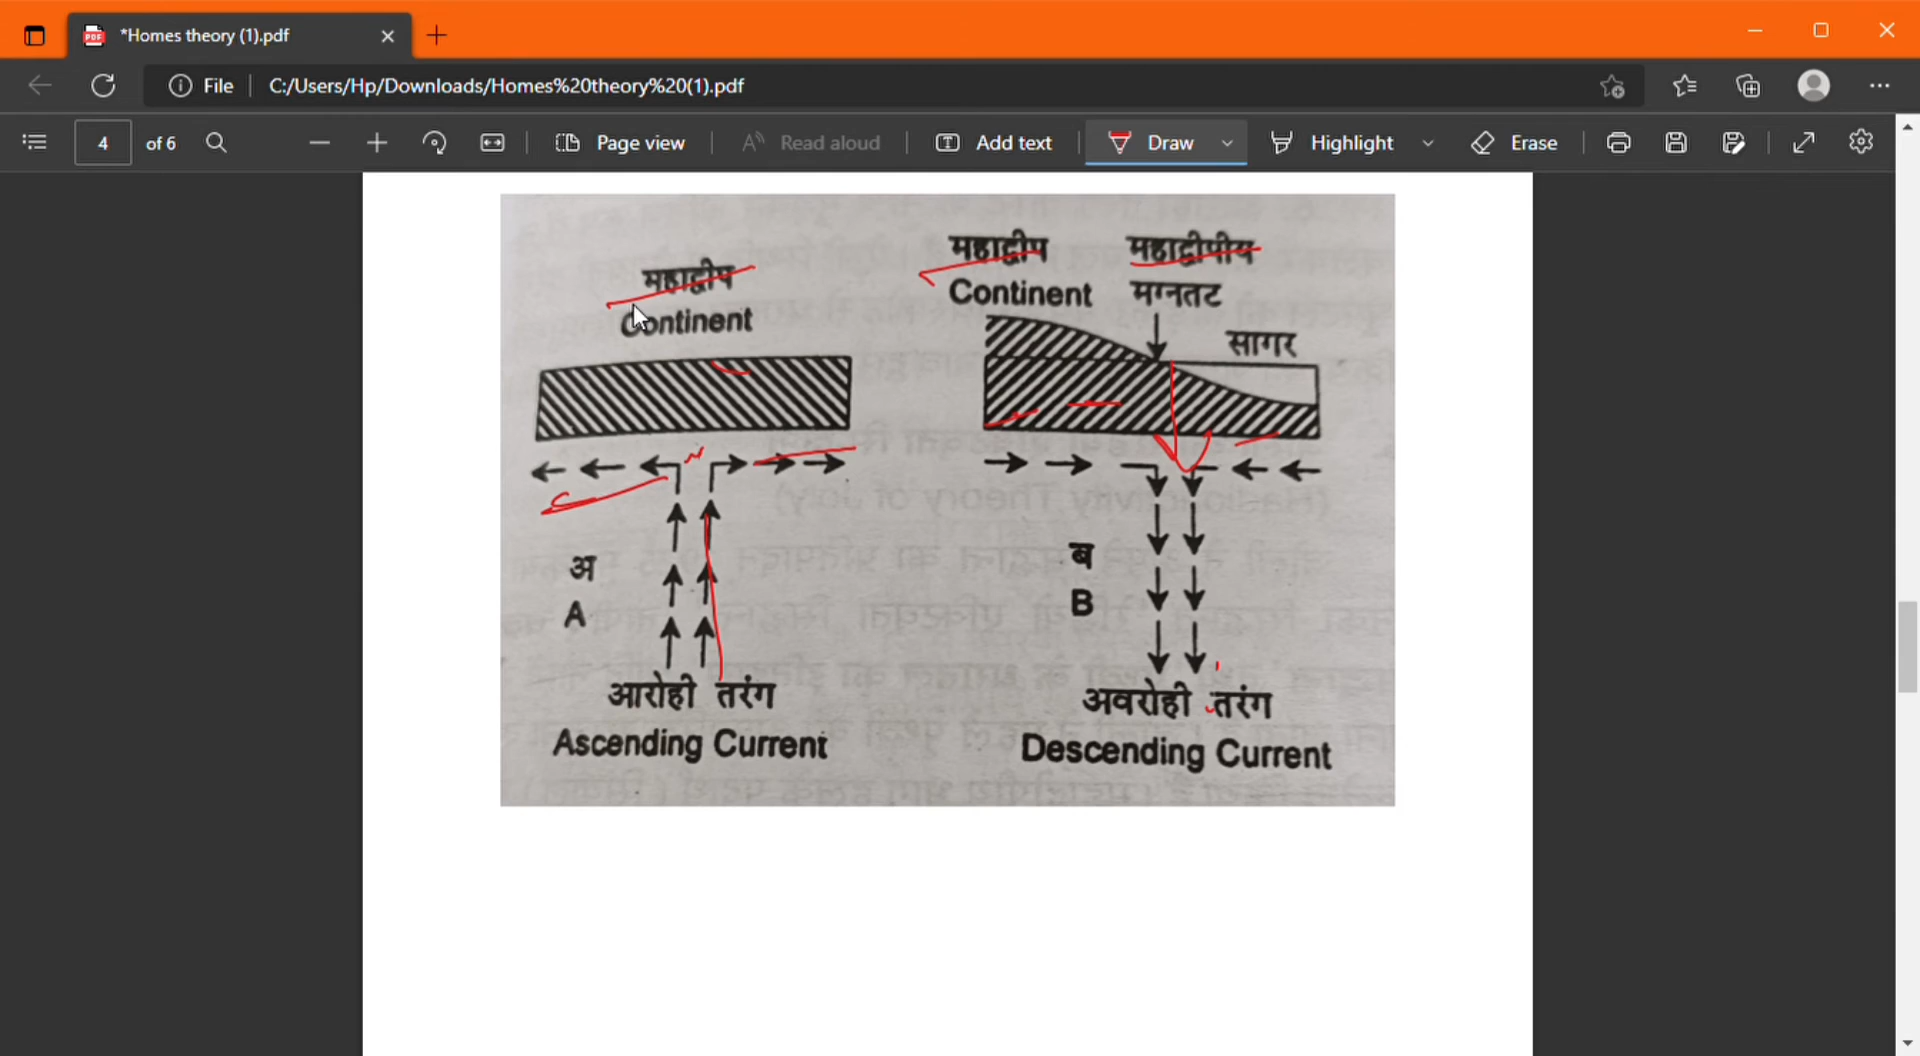 *Homes theory (1).pdf
File C:/Users/Hp/Downloads/Homes%20theory%20(1).pdf
4 of 6 Page view Read aloud Add text Draw Highlight Erase
महाद्वीप
Continent
अ
A
आरोही तरंग
Ascending Current
महाद्वीप महाद्वीपीय
Continent मग्नतट
सागर
ब
B
अवरोही तरंग
Descending Current